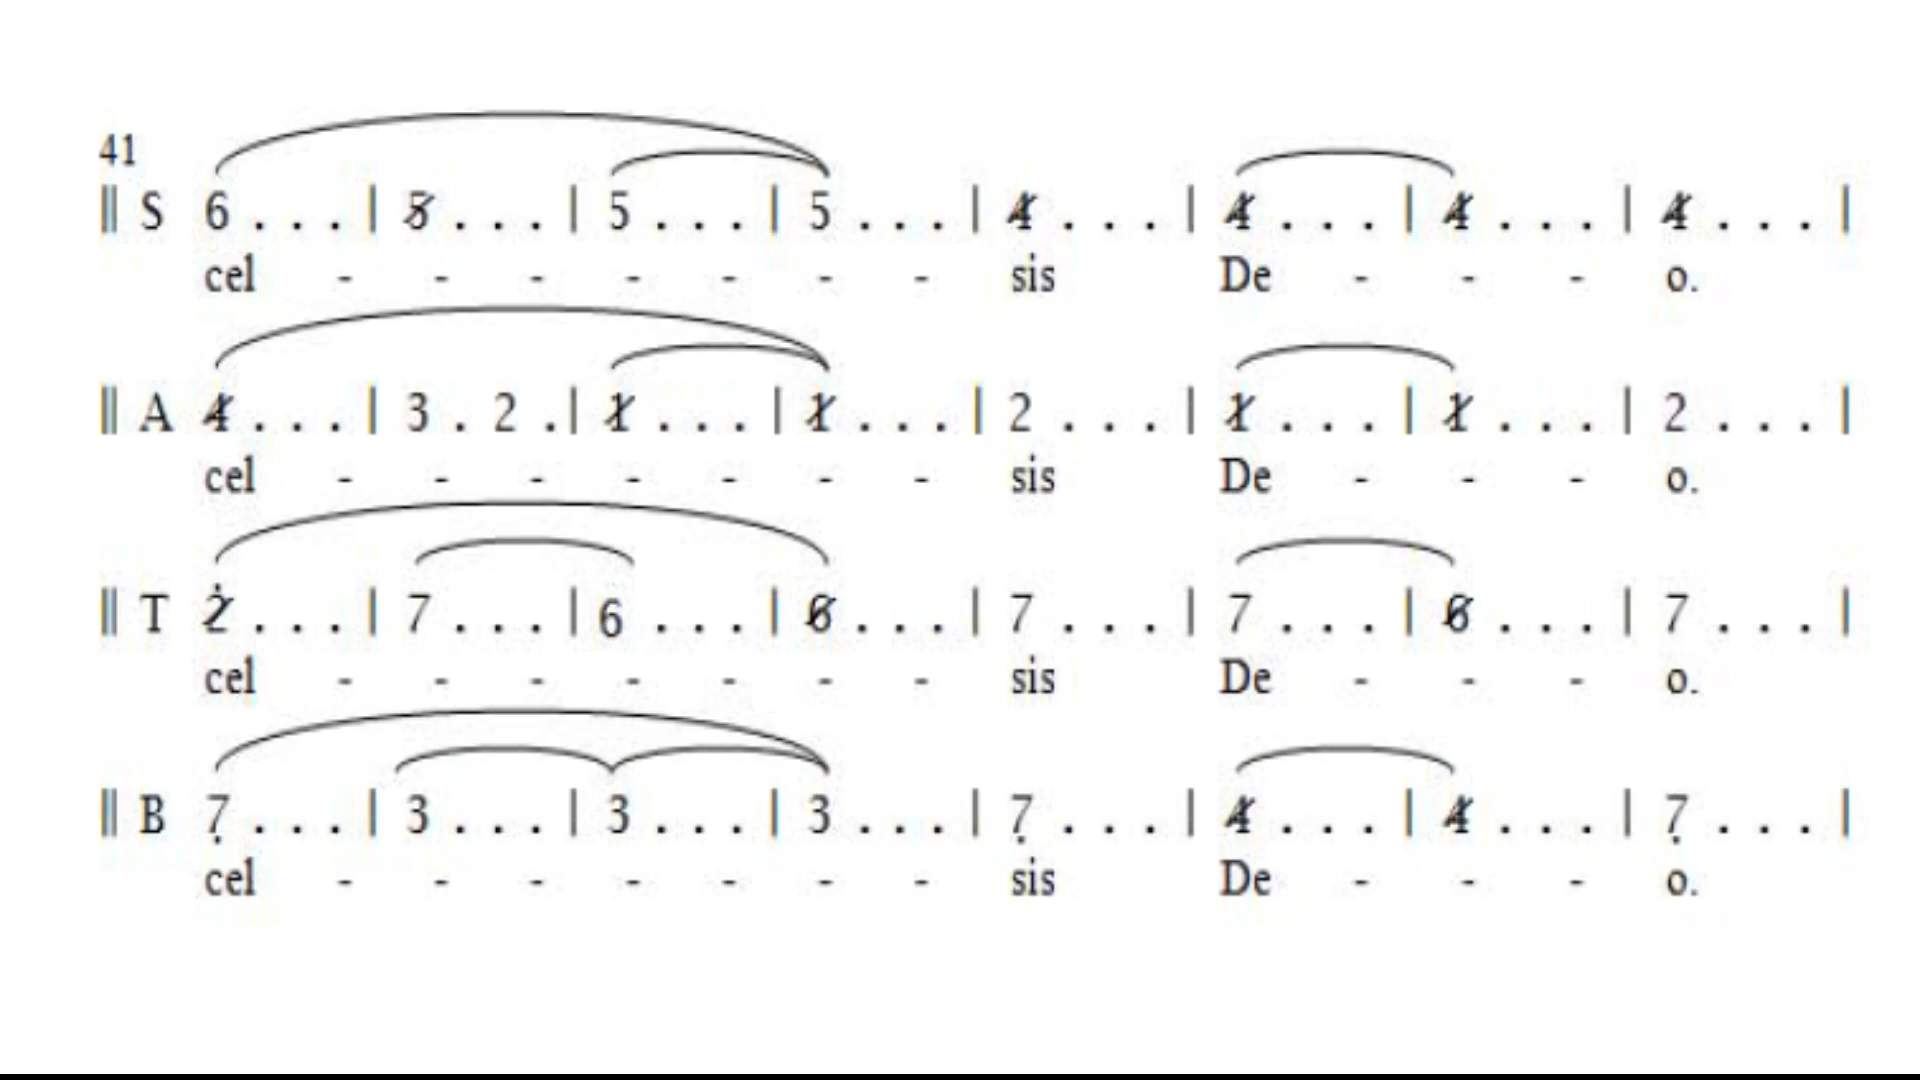 41
‖ S 6 . . . | 5̸ . . . | 5 . . . | 5 . . . | 4̸ . . . | 4̸ . . . | 4̸ . . . | 4̸ . . . |
cel - - - - - - - sis De - - - o.
‖ A 4̸ . . . | 3 . 2 . | 1̸ . . . | 1̸ . . . | 2 . . . | 1̸ . . . | 1̸ . . . | 2 . . . |
cel - - - - - - - sis De - - - o.
‖ T 2̸̇ . . . | 7 . . . | 6 . . . | 6̸ . . . | 7 . . . | 7 . . . | 6̸ . . . | 7 . . . |
cel - - - - - - - sis De - - - o.
‖ B 7̣ . . . | 3 . . . | 3 . . . | 3 . . . | 7̣ . . . | 4̸ . . . | 4̸ . . . | 7̣ . . . |
cel - - - - - - - sis De - - - o.